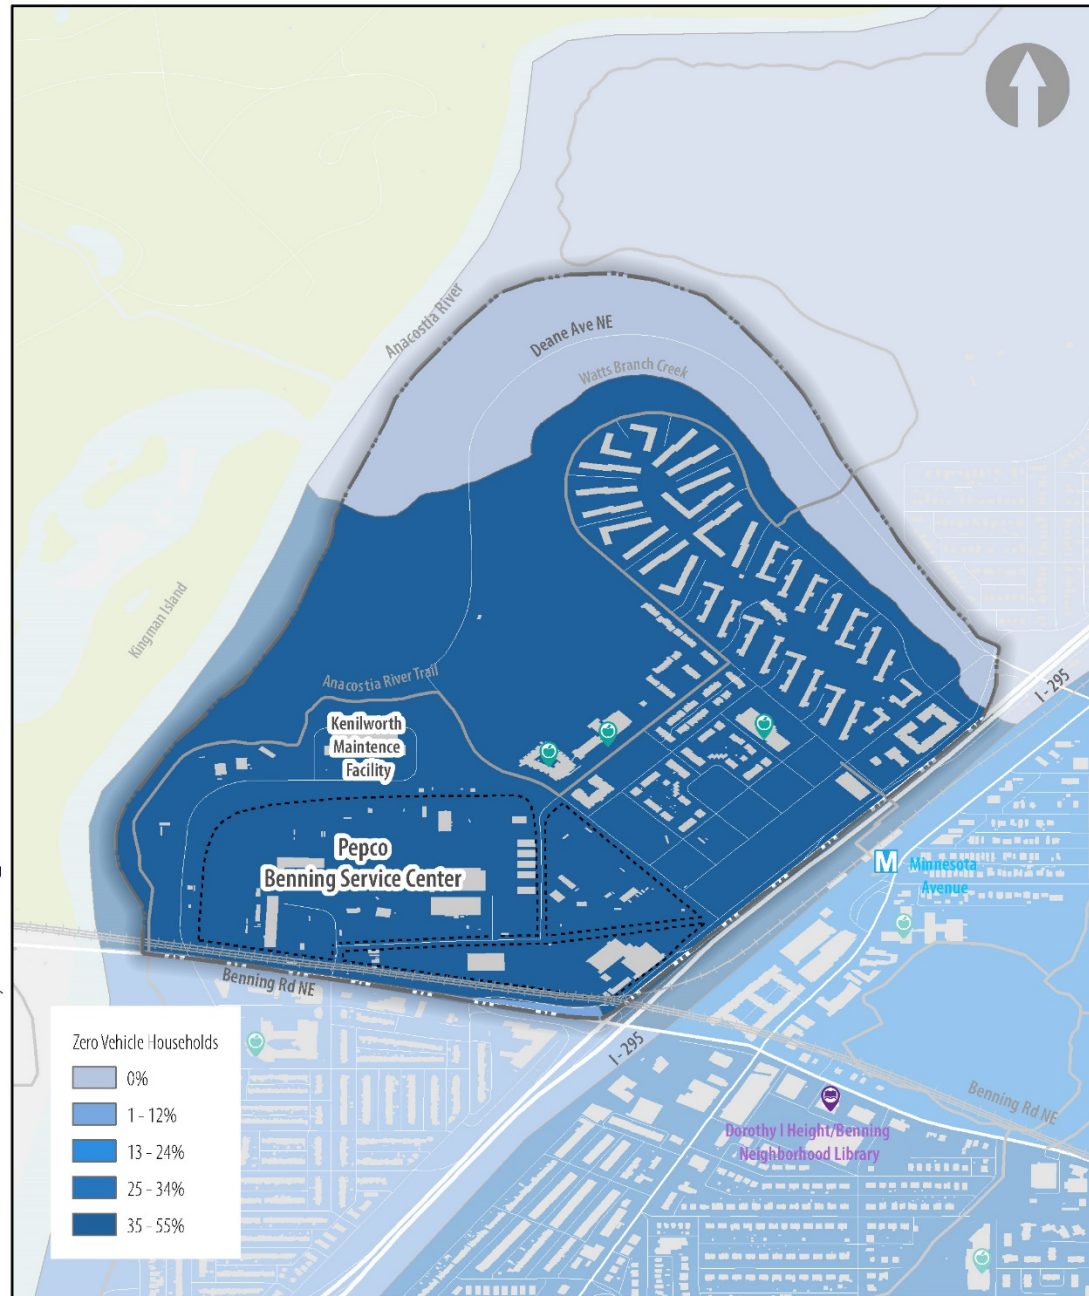 Anacostia River
Deane Ave NE
Watts Branch Creek
Kingman Island
Anacostia River Trail
I - 295
Kenilworth
Maintence
Facility
Pepco
Benning Service Center
M
Minnesota
Avenue
Benning Rd NE
I - 295
Benning Rd NE
Dorothy I Height/Benning
Neighborhood Library
Zero Vehicle Households
0%
1 - 12%
13 - 24%
25 - 34%
35 - 55%